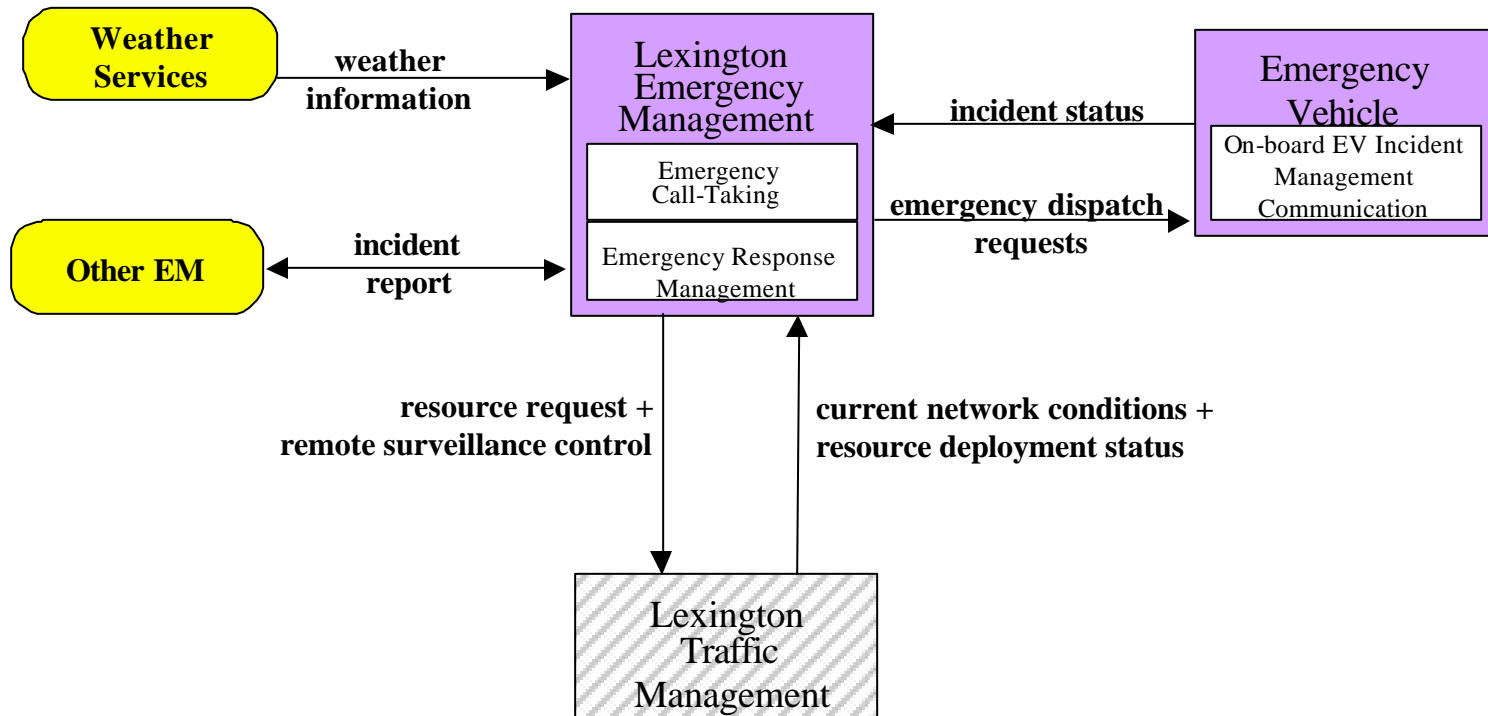 Weather
Services
weather
information
Lexington
Emergency
Management
Emergency
Call-Taking
Emergency Response
Management
incident status
emergency dispatch
requests
Emergency
Vehicle
On-board EV Incident
Management
Communication
Other EM
incident
report
resource request +
remote surveillance control
current network conditions +
resource deployment status
Lexington
Traffic
Management